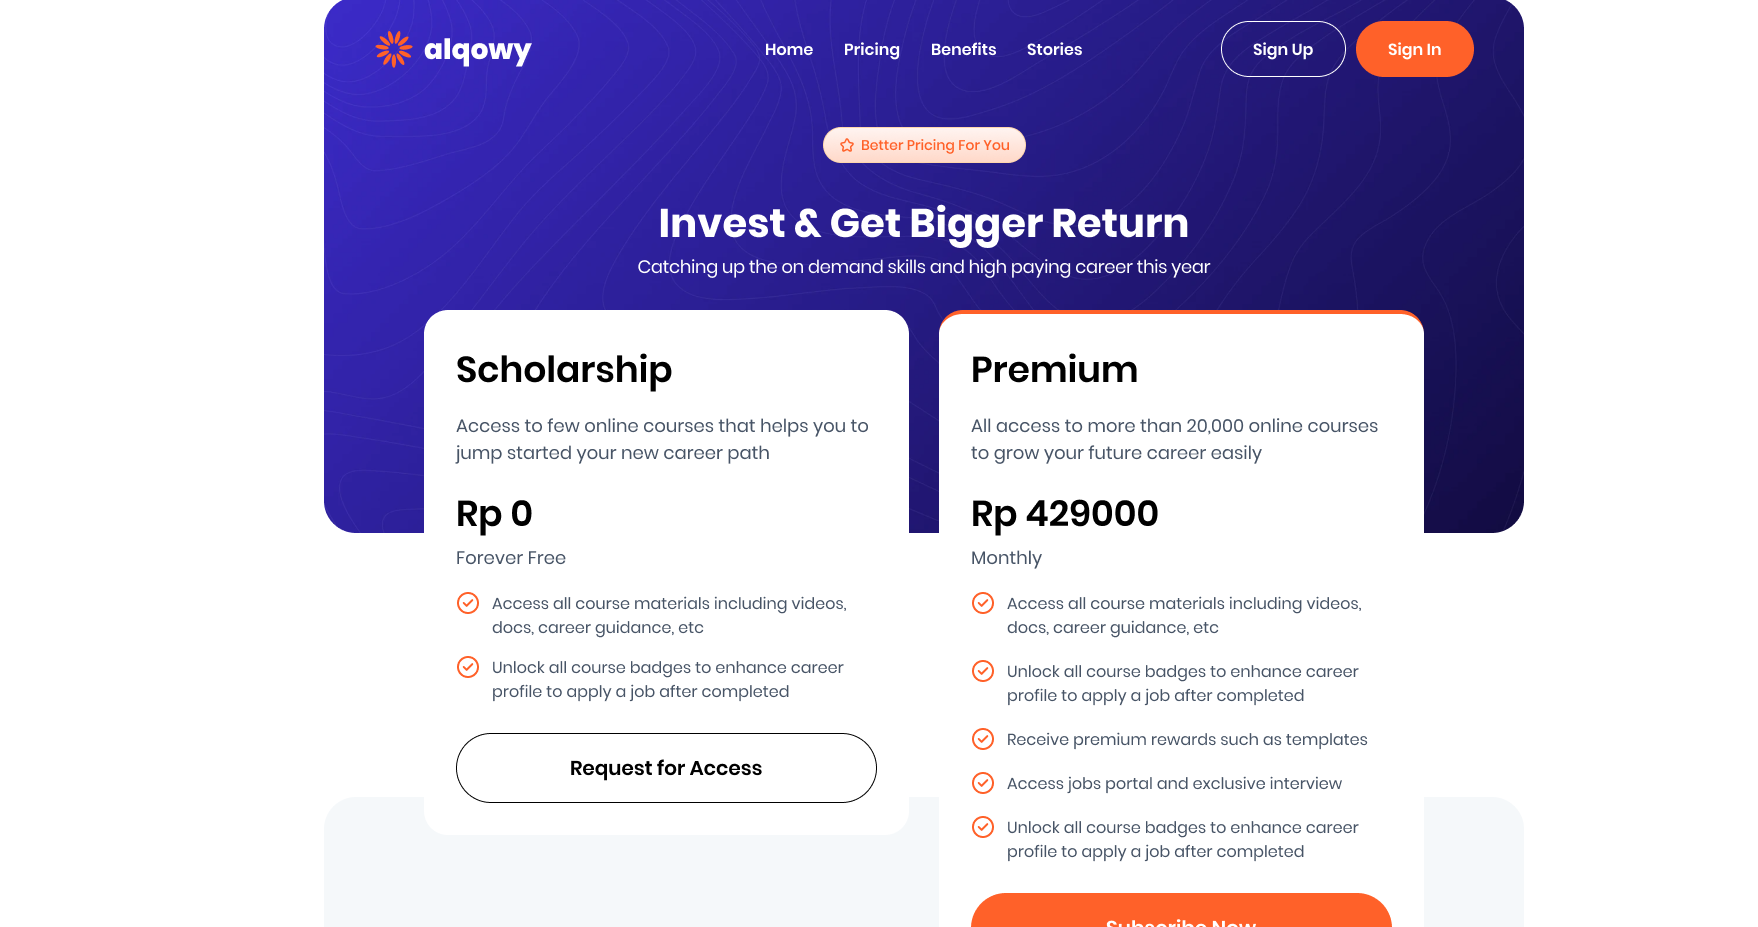 alqowy
Home Pricing Benefits Stories
Sign Up Sign In
Better Pricing For You
Invest & Get Bigger Return
Catching up the on demand skills and high paying career this year
Scholarship
Access to few online courses that helps you to
jump started your new career path
Rp 0
Forever Free
Access all course materials including videos,
docs, career guidance, etc
Unlock all course badges to enhance career
profile to apply a job after completed
Request for Access
Premium
All access to more than 20,000 online courses
to grow your future career easily
Rp 429000
Monthly
Access all course materials including videos,
docs, career guidance, etc
Unlock all course badges to enhance career
profile to apply a job after completed
Receive premium rewards such as templates
Access jobs portal and exclusive interview
Unlock all course badges to enhance career
profile to apply a job after completed
Subscribe Now